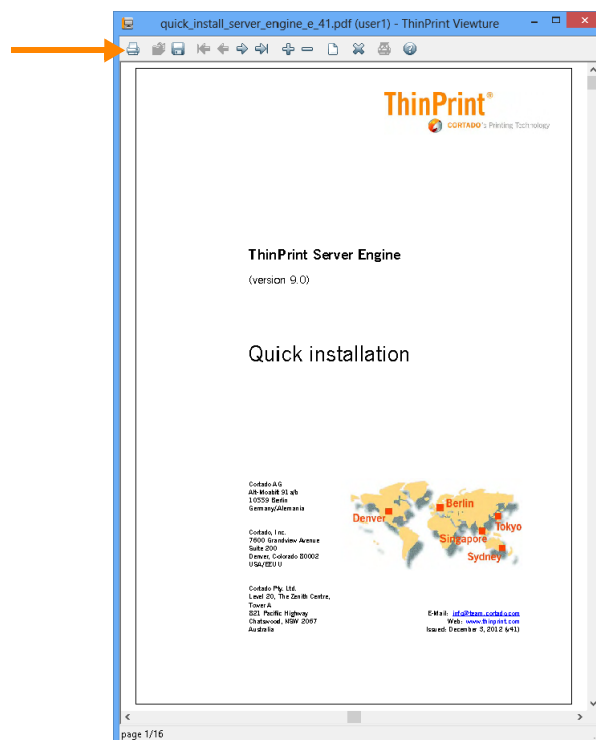 quick_install_server_engine_e_41.pdf (user1) - ThinPrint Viewture
ThinPrint®
CORTADO's Printing Technology
ThinPrint Server Engine
(version 9.0)
Quick installation
Cortado AG
Alt-Moabit 91 a/b
10559 Berlin
Germany/Alemania
Cortado, Inc.
7600 Grandview Avenue
Suite 200
Denver, Colorado 80002
USA/EEUU
Cortado Pty. Ltd.
Level 20, The Zenith Centre,
Tower A
821 Pacific Highway
Chatswood, NSW 2067
Australia
Denver
Berlin
Tokyo
Singapore
Sydney
E-Mail: info@team.cortado.com
Web: www.thinprint.com
Issued: December 3, 2012 (v41)
page 1/16